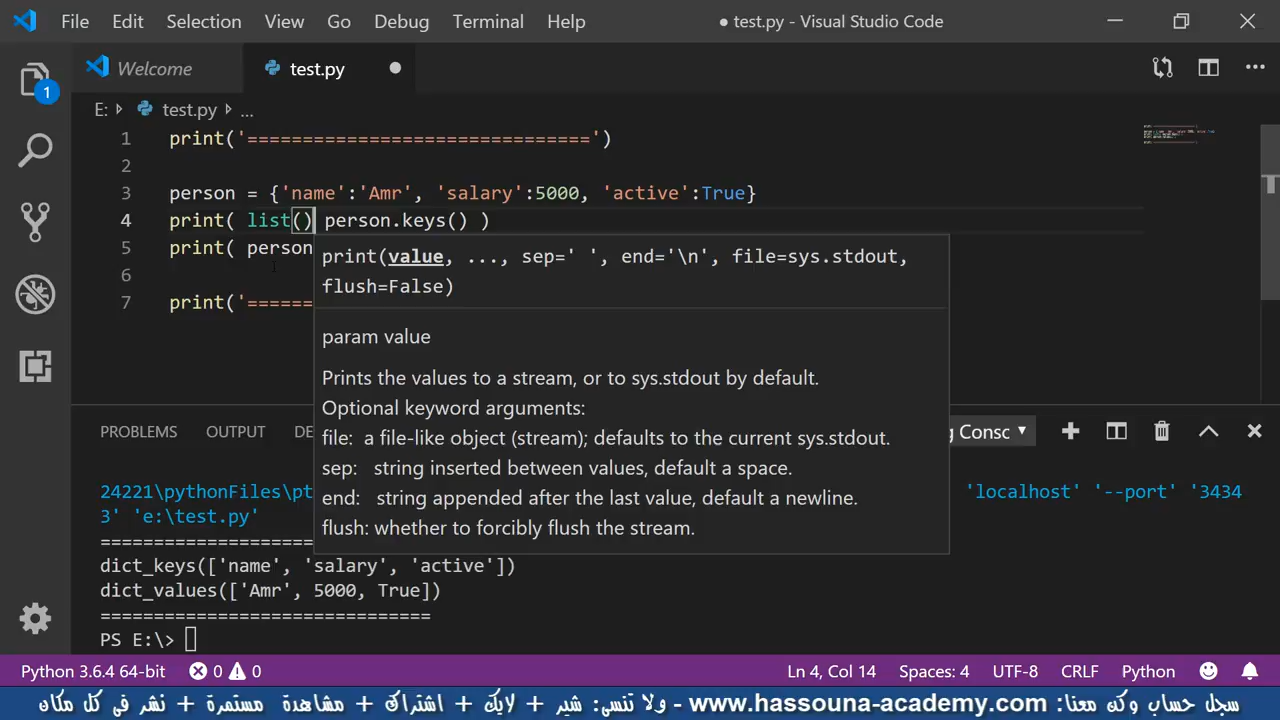 File Edit Selection View Go Debug Terminal Help ● test.py - Visual Studio Code
Welcome test.py
1
E: test.py ...
1 print('===============================')
2
3 person = {'name':'Amr', 'salary':5000, 'active':True}
4 print( list() person.keys() )
5 print( person
6
7 print('======
print(value, ..., sep=' ', end='\n', file=sys.stdout,
flush=False)
param value
Prints the values to a stream, or to sys.stdout by default.
Optional keyword arguments:
file: a file-like object (stream); defaults to the current sys.stdout.
sep: string inserted between values, default a space.
end: string appended after the last value, default a newline.
flush: whether to forcibly flush the stream.
PROBLEMS OUTPUT DE g Consc
24221\pythonFiles\pt 'localhost' '--port' '3434
3' 'e:\test.py'
====================
dict_keys(['name', 'salary', 'active'])
dict_values(['Amr', 5000, True])
===============================
PS E:\>
Python 3.6.4 64-bit 0 0 Ln 4, Col 14 Spaces: 4 UTF-8 CRLF Python
سجل حساب وكن معنا: www.hassouna-academy.com - ولا تنسى: شير + لايك + اشتراك + مشاهدة مستمرة + نشر فى كل مكان